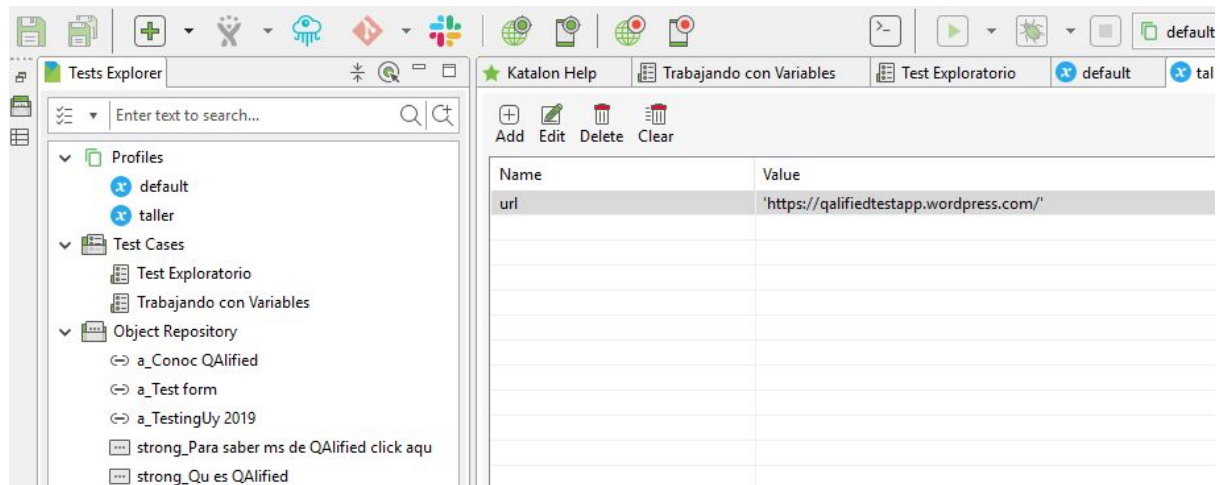 default
Tests Explorer
Enter text to search...
Profiles
default
taller
Test Cases
Test Exploratorio
Trabajando con Variables
Object Repository
a_Conoc QAlified
a_Test form
a_TestingUy 2019
strong_Para saber ms de QAlified click aqu
strong_Qu es QAlified
Katalon Help Trabajando con Variables Test Exploratorio default tal
Add Edit Delete Clear
Name Value
url 'https://qalifiedtestapp.wordpress.com/'